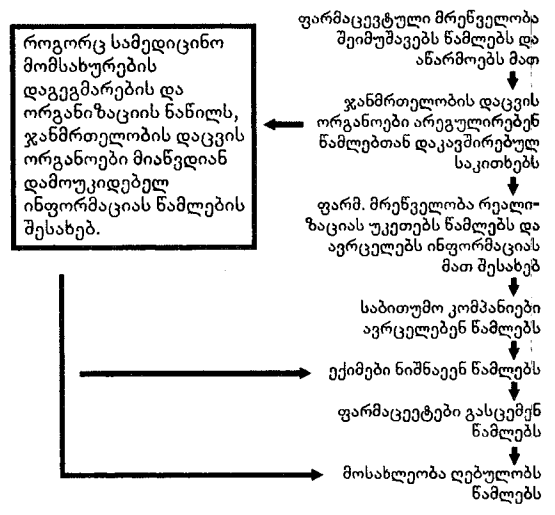 ფარმაცევტული მრეწველობა
შეიმუშავებს წამლებს და
აწარმოებს მათ
როგორც სამედიცინო
მომსახურების
დაგეგმარების და
ორგანიზაციის ნაწილს,
ჯანმრთელობის დაცვის
ორგანოები მიაწვდიან
დამოუკიდებელ
ინფორმაციას წამლების
შესახებ.
ჯანმრთელობის დაცვის
ორგანოები არეგულირებენ
წამლებთან დაკავშირებულ
საკითხებს
ფარმ. მრეწველობა რეალი-
ზაციას უკეთებს წამლებს და
ავრცელებს ინფორმაციას
მათ შესახებ
საბითუმო კომპანიები
ავრცელებენ წამლებს
ექიმები ნიშნავენ წამლებს
ფარმაცევტები გასცემენ
წამლებს
მოსახლეობა ღებულობს
წამლებს